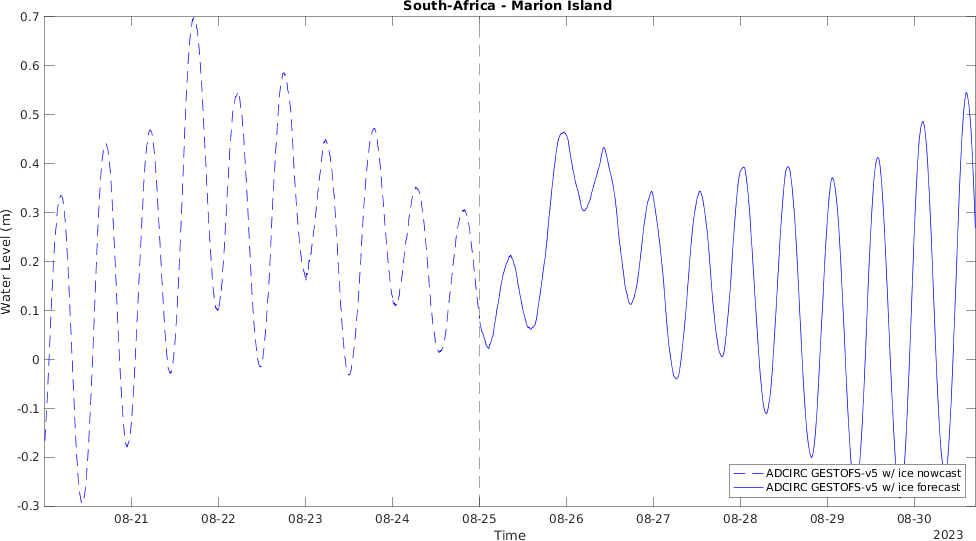 South-Africa - Marion Island
0.7
0.6
0.5
0.4
0.3
0.2
0.1
0
-0.1
-0.2
-0.3
Water Level (m)
ADCIRC GESTOFS-v5 w/ ice nowcast
ADCIRC GESTOFS-v5 w/ ice forecast
08-21 08-22 08-23 08-24 08-25 08-26 08-27 08-28 08-29 08-30
Time
2023